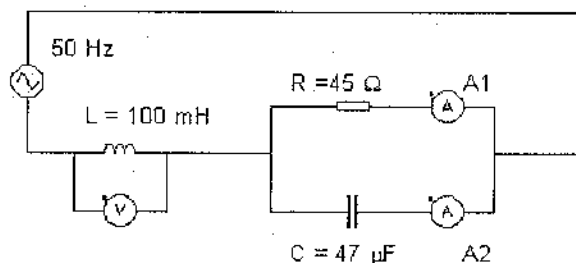 50 Hz
R =45 Ω A1
L = 100 mH
A
V
A
C = 47 µF A2